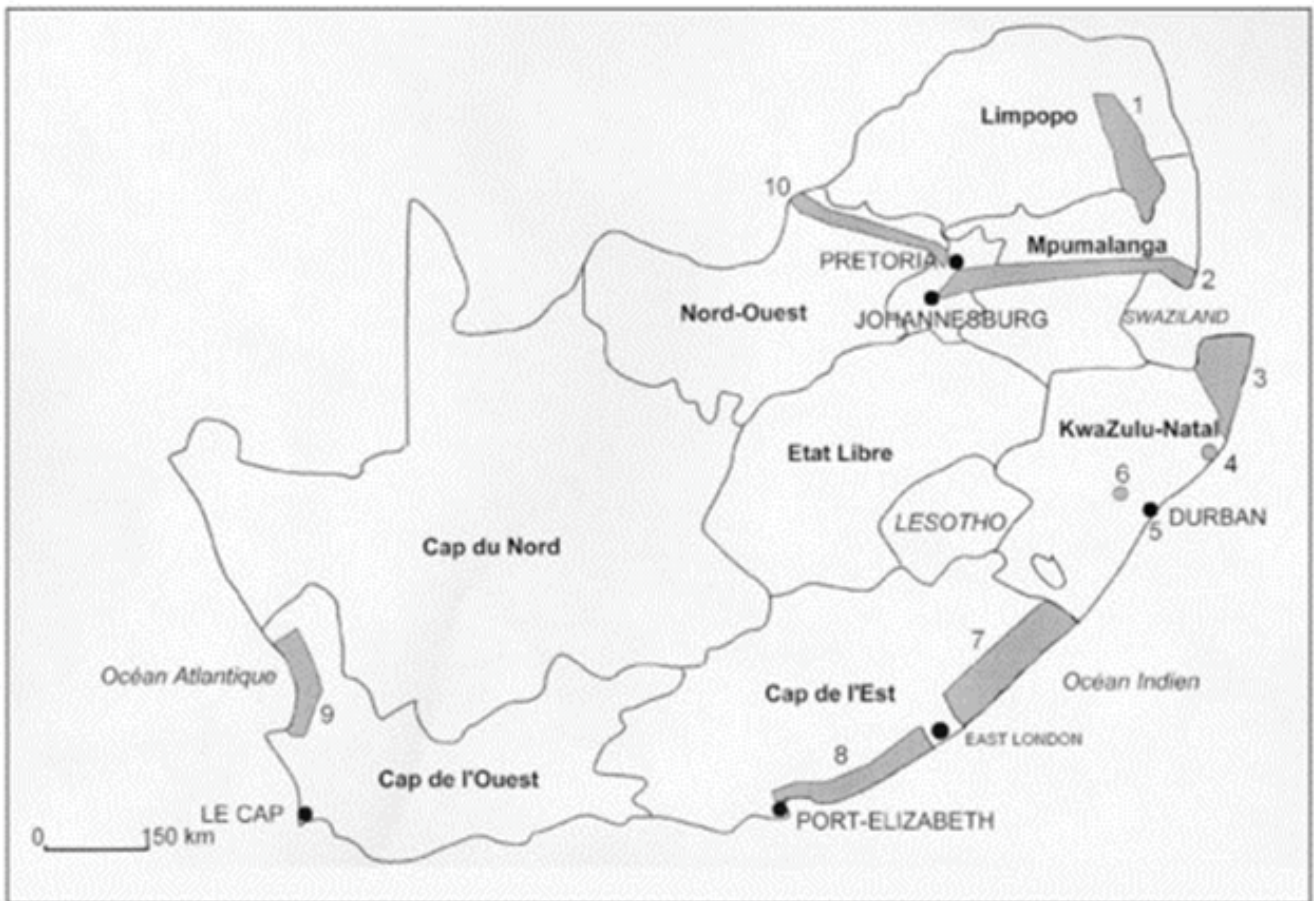 Limpopo
1
10
Mpumalanga
PRETORIA
2
Nord-Ouest
JOHANNESBURG
SWAZILAND
3
KwaZulu-Natal
Etat Libre
4
6
LESOTHO
DURBAN
5
Cap du Nord
7
Océan Atlantique
Océan Indien
Cap de l'Est
9
EAST LONDON
8
Cap de l'Ouest
LE CAP
PORT-ELIZABETH
0 150 km